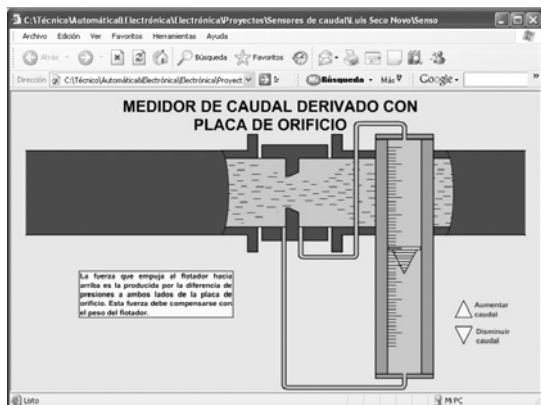 C:\Técnico\Automática\Electrónica\Electrónica\Proyectos\Sensores de caudal\Luis Seco Novo\Senso
Archivo Edición Ver Favoritos Herramientas Ayuda
Atrás Búsqueda Favoritos
Dirección C:\Técnico\Automática\Electrónica\Electrónica\Proyect Ir Búsqueda Más Google
MEDIDOR DE CAUDAL DERIVADO CON
PLACA DE ORIFICIO
La fuerza que empuja al flotador hacia
arriba es la producida por la diferencia de
presiones a ambos lados de la placa de
orificio. Esta fuerza debe compensarse con
el peso del flotador.
Aumentar
caudal
Disminuir
caudal
Listo Mi PC